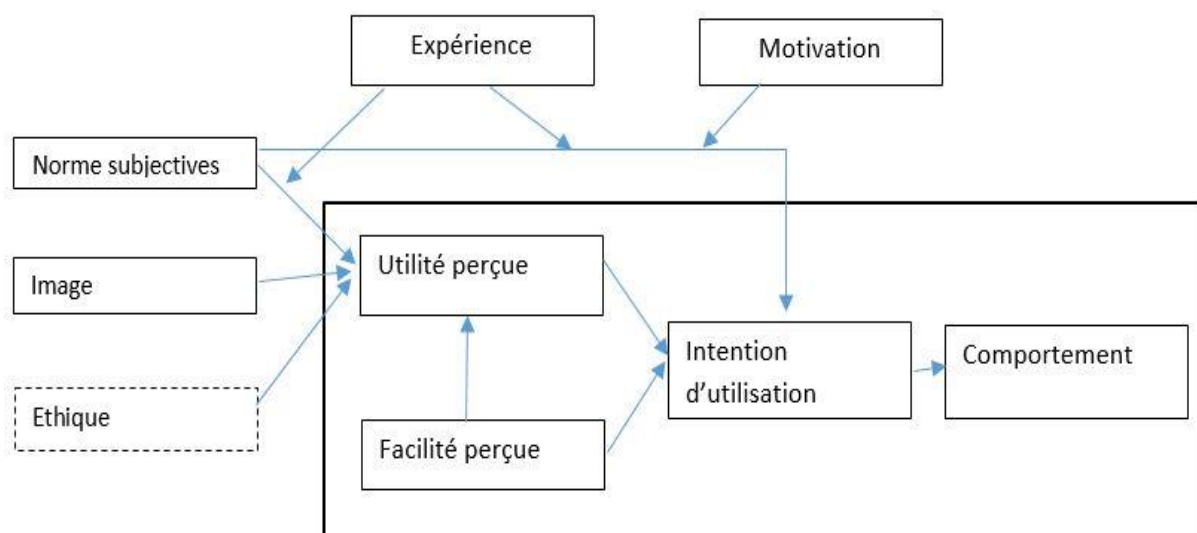 Expérience
Motivation
Norme subjectives
Utilité perçue
Image
Intention
d'utilisation
Comportement
Ethique
Facilité perçue